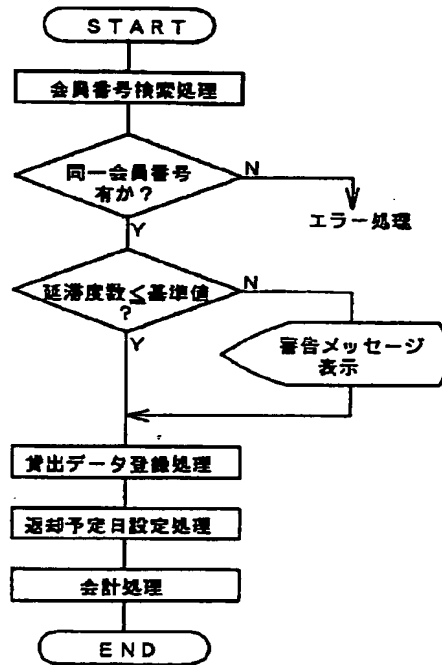 START
会員番号検索処理
同一会員番号
有か？
N
エラー処理
Y
延滞度数≦基準値
？
N
Y
警告メッセージ
表示
貸出データ登録処理
返却予定日設定処理
会計処理
END